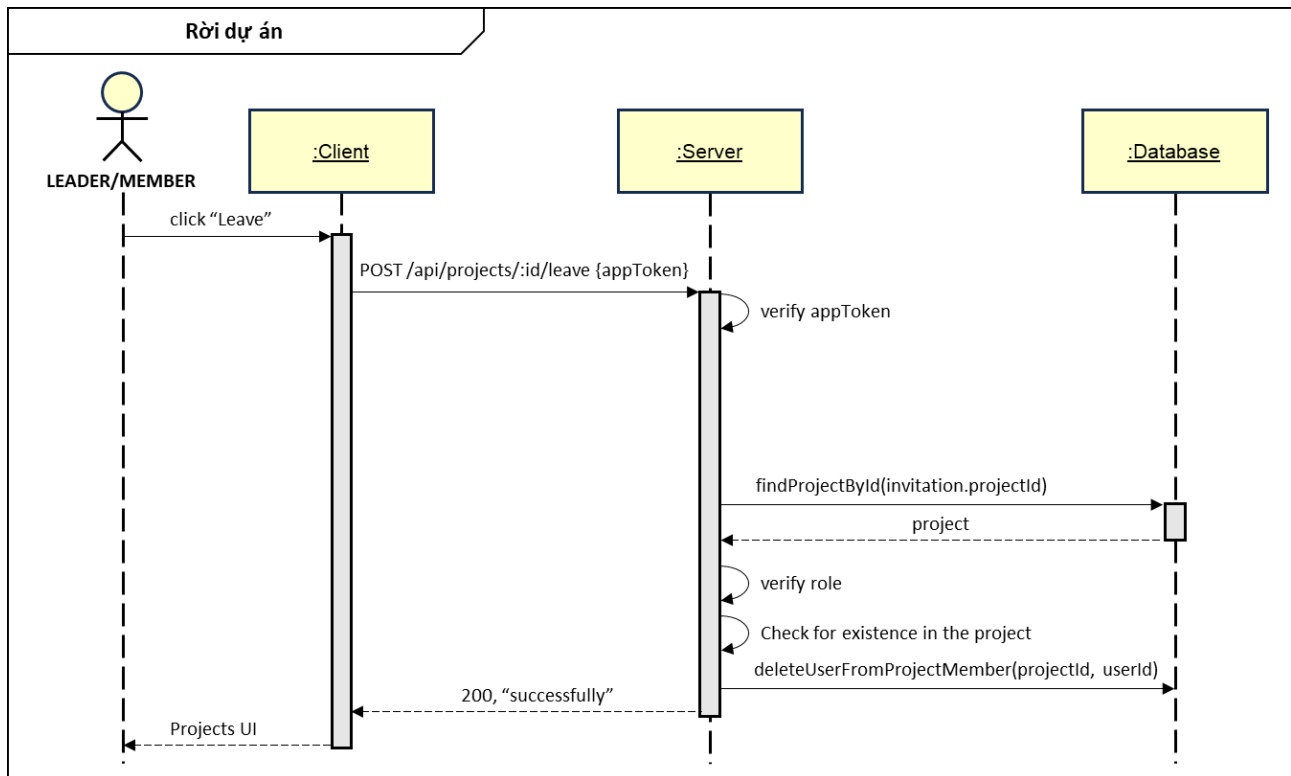 Rời dự án
LEADER/MEMBER
:Client
:Server
:Database
click “Leave”
POST /api/projects/:id/leave {appToken}
verify appToken
findProjectById(invitation.projectId)
project
verify role
Check for existence in the project
deleteUserFromProjectMember(projectId, userId)
200, “successfully”
Projects UI